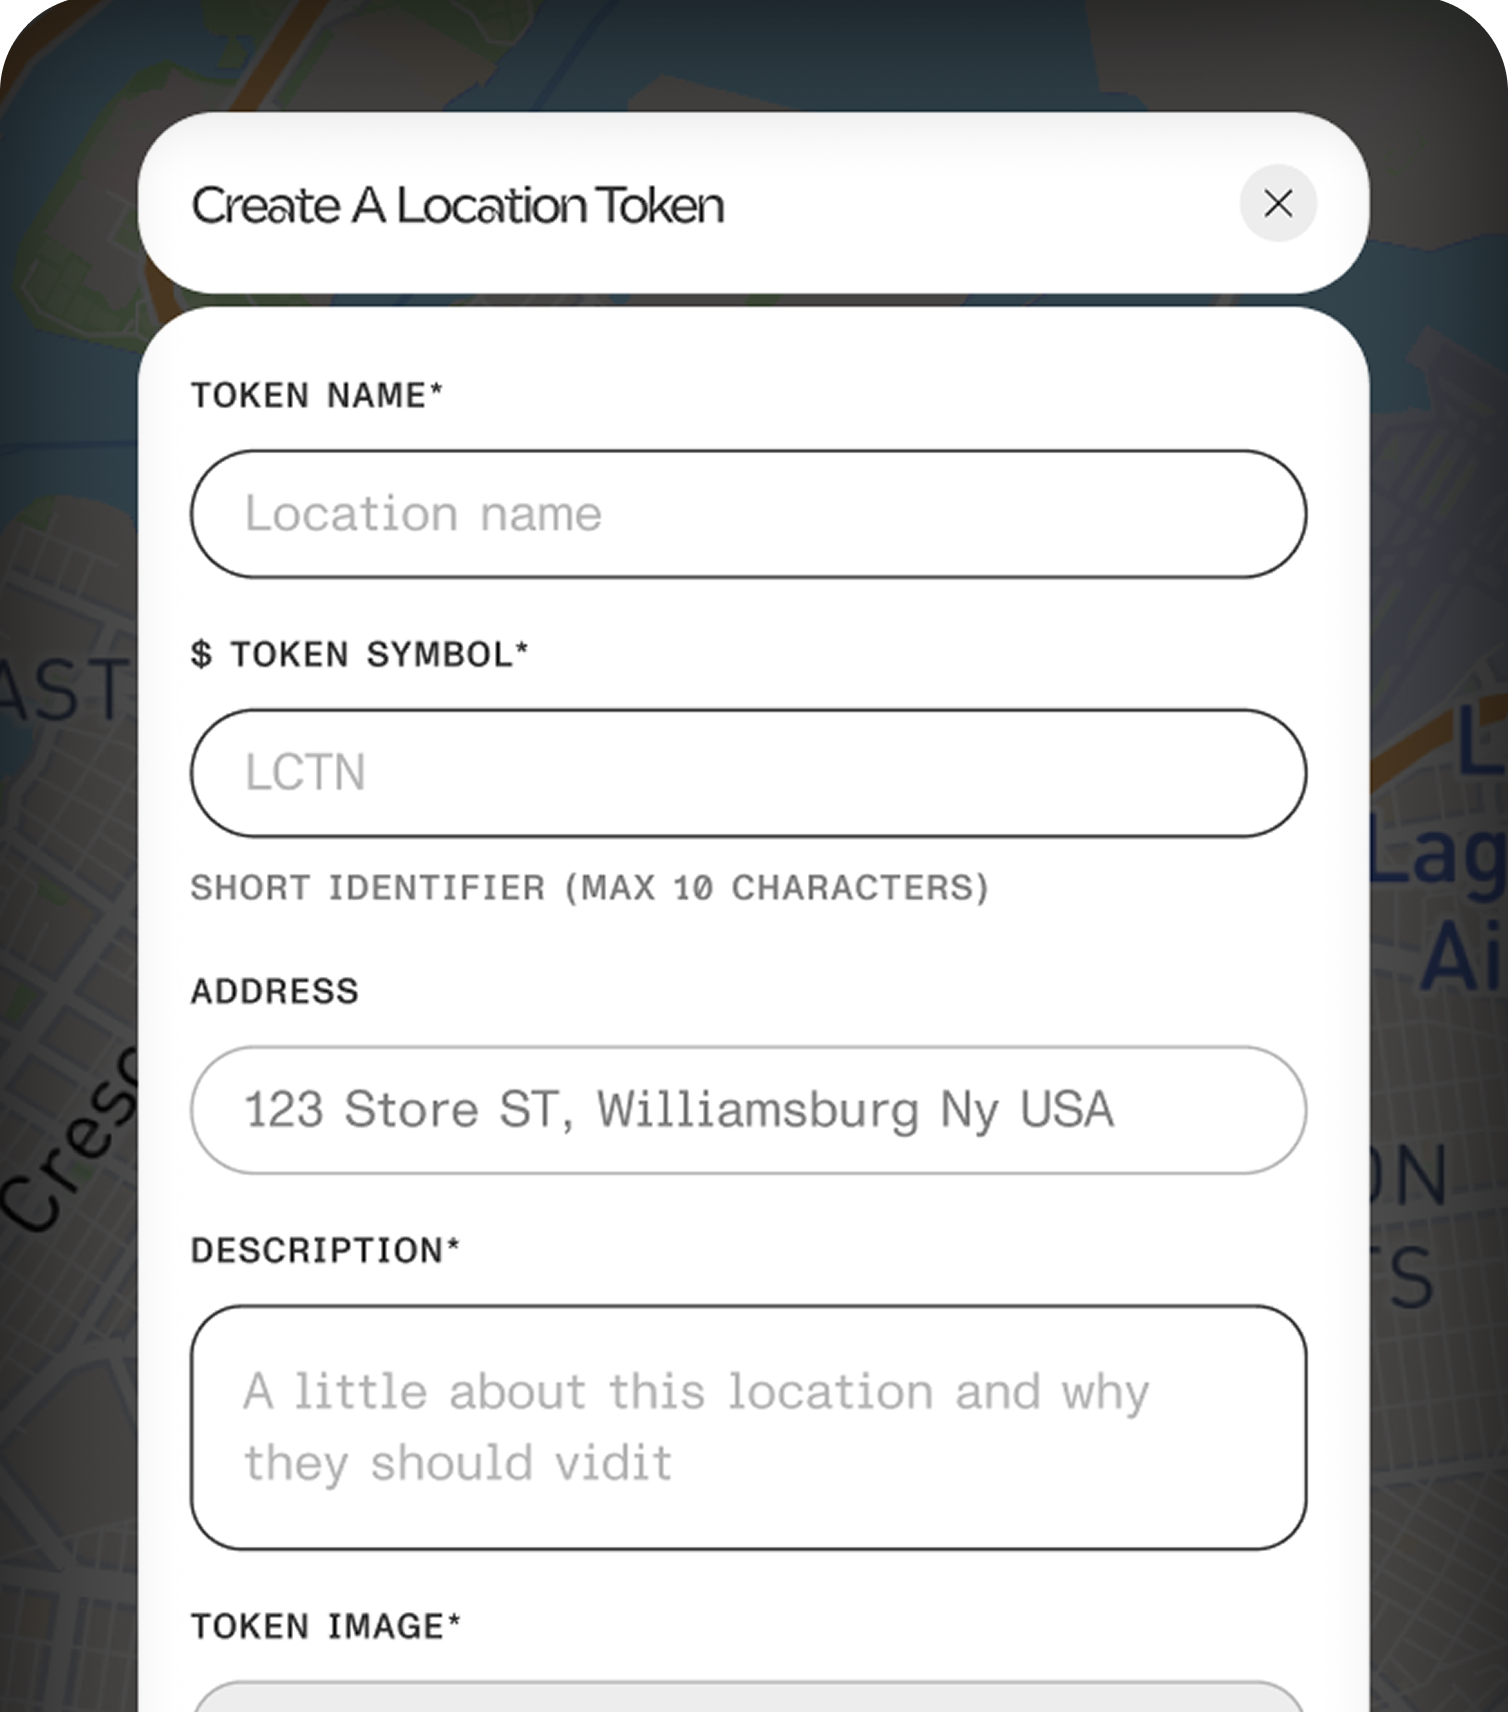 Create A Location Token
TOKEN NAME*
Location name
$ TOKEN SYMBOL*
LCTN
SHORT IDENTIFIER (MAX 10 CHARACTERS)
ADDRESS
123 Store ST, Williamsburg Ny USA
DESCRIPTION*
A little about this location and why
they should vidit
TOKEN IMAGE*
AST
Cresc
L
Lag
Ai
ON
TS